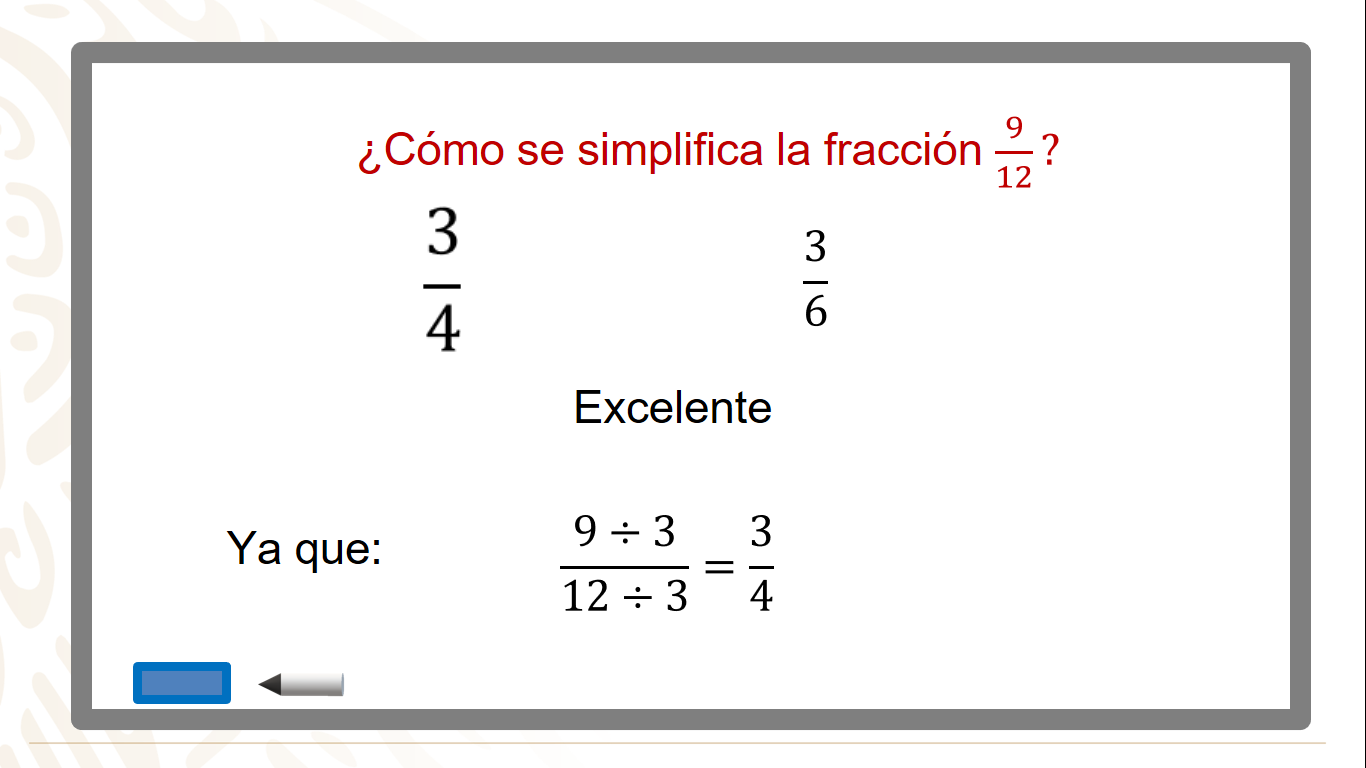 ¿Cómo se simplifica la fracción 9/12?
3/4
3/6
Excelente
Ya que: (9 ÷ 3)/(12 ÷ 3) = 3/4